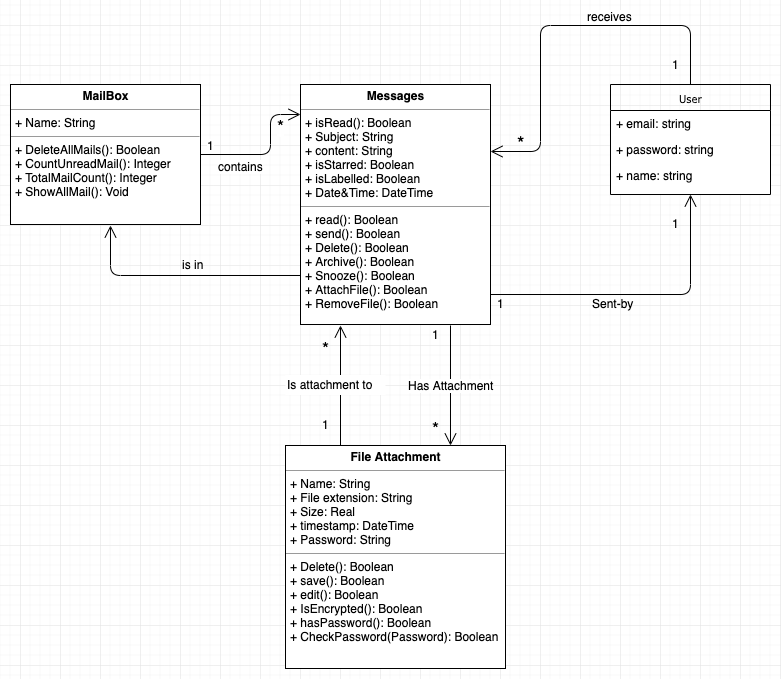 receives
1
*
MailBox
+ Name: String
+ DeleteAllMails(): Boolean
+ CountUnreadMail(): Integer
+ TotalMailCount(): Integer
+ ShowAllMail(): Void
1
*
contains
Messages
+ isRead(): Boolean
+ Subject: String
+ content: String
+ isStarred: Boolean
+ isLabelled: Boolean
+ Date&Time: DateTime
+ read(): Boolean
+ send(): Boolean
+ Delete(): Boolean
+ Archive(): Boolean
+ Snooze(): Boolean
+ AttachFile(): Boolean
+ RemoveFile(): Boolean
User
+ email: string
+ password: string
+ name: string
is in
1
1
Sent-by
*
1
Is attachment to
Has Attachment
1
*
File Attachment
+ Name: String
+ File extension: String
+ Size: Real
+ timestamp: DateTime
+ Password: String
+ Delete(): Boolean
+ save(): Boolean
+ edit(): Boolean
+ IsEncrypted(): Boolean
+ hasPassword(): Boolean
+ CheckPassword(Password): Boolean